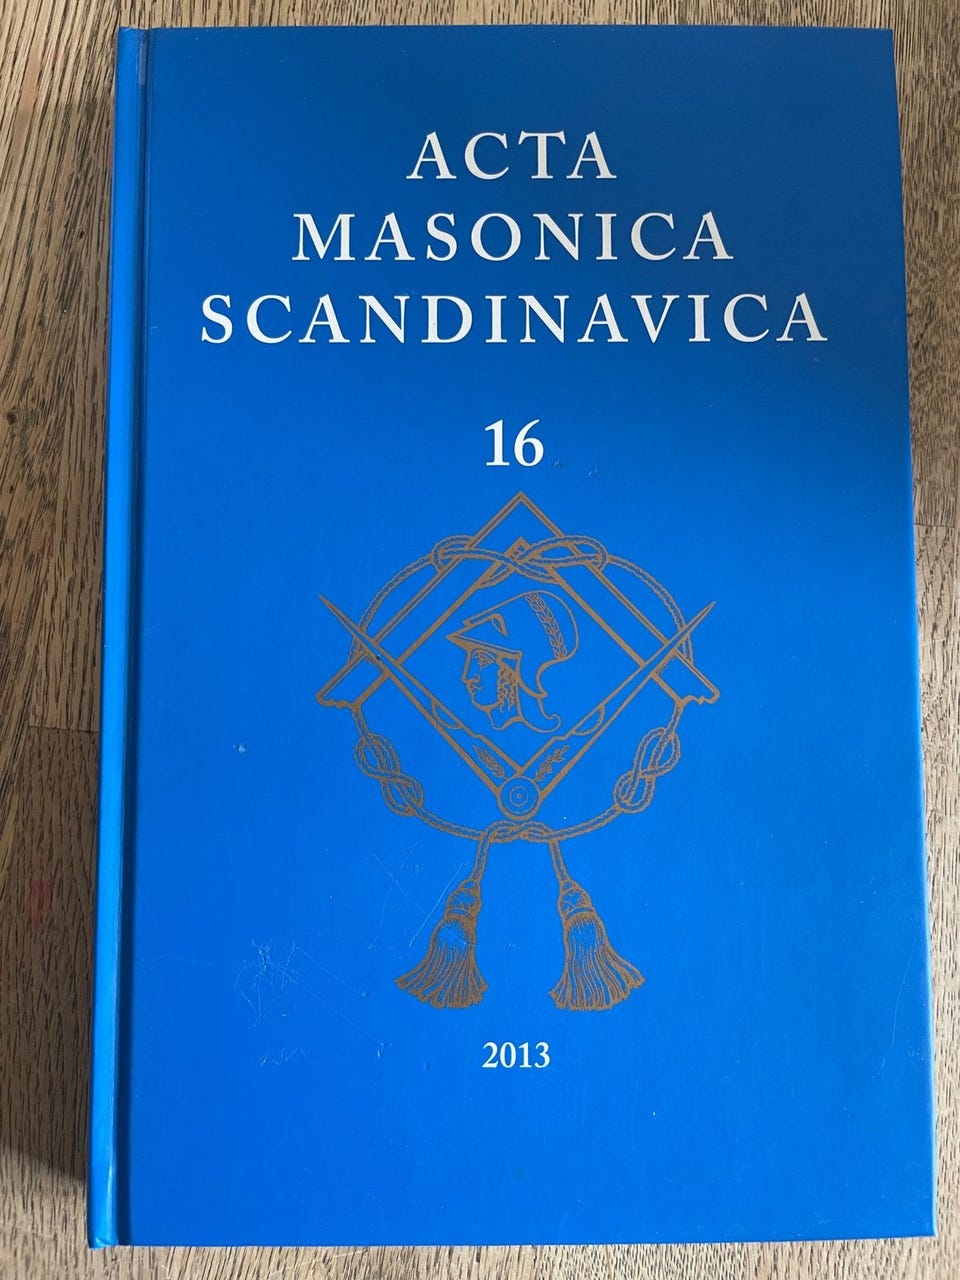 ACTA
MASONICA
SCANDINAVICA
16
2013